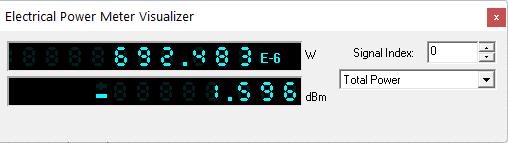 Electrical Power Meter Visualizer x
692.483 E-6 W
Signal Index: 0
Total Power
- 1.596 dBm